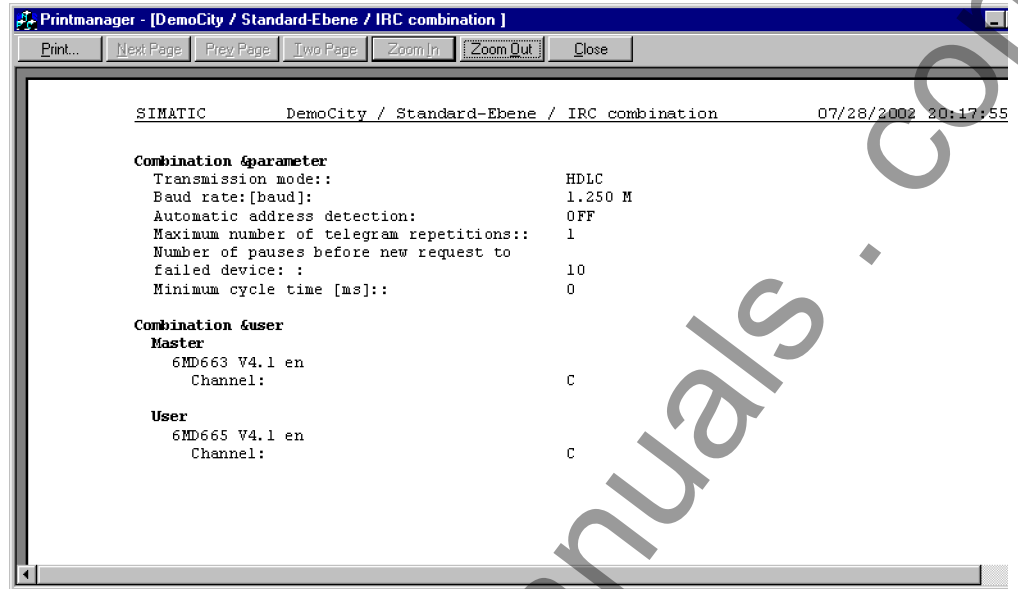 Printmanager - [DemoCity / Standard-Ebene / IRC combination ]
Print... Next Page Prev Page Two Page Zoom In Zoom Out Close
SIMATIC DemoCity / Standard-Ebene / IRC combination 07/28/2002 20:17:55
Combination &parameter
Transmission mode:: HDLC
Baud rate:[baud]: 1.250 M
Automatic address detection: OFF
Maximum number of telegram repetitions:: 1
Number of pauses before new request to
failed device: : 10
Minimum cycle time [ms]:: 0
Combination &user
Master
6MD663 V4.1 en
Channel: C
User
6MD665 V4.1 en
Channel: C
nuals . co